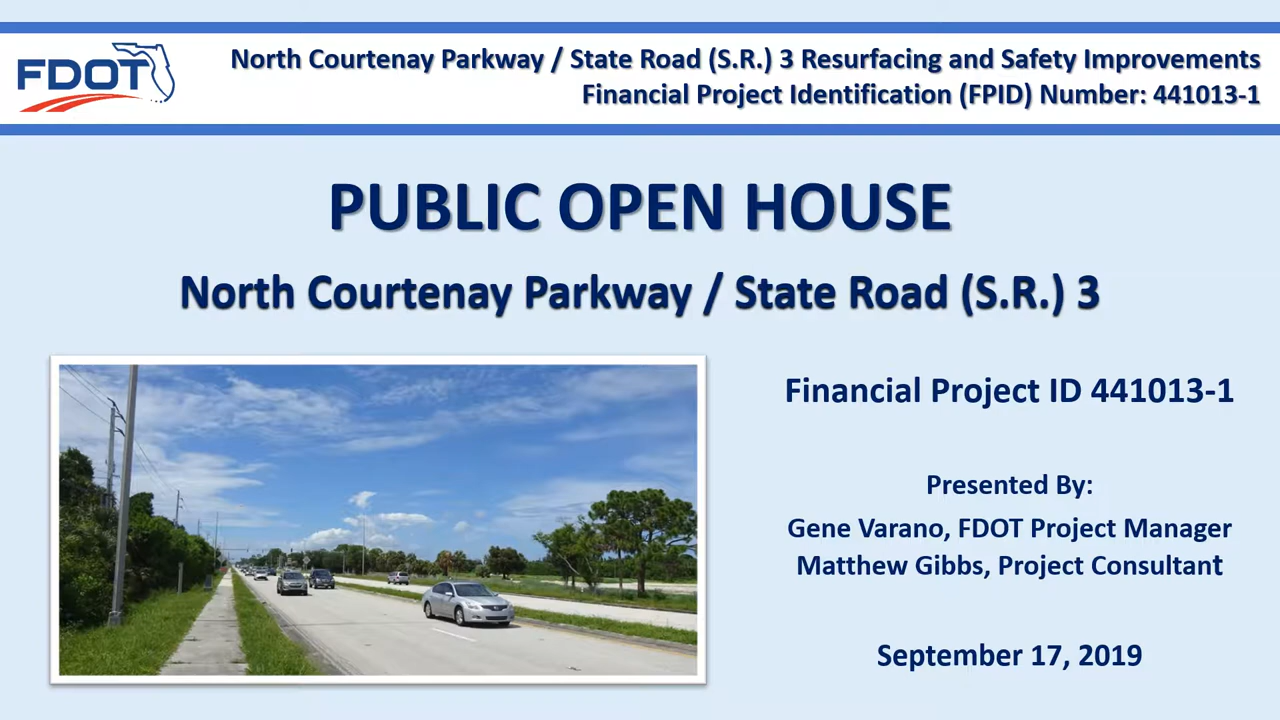 FDOT
North Courtenay Parkway / State Road (S.R.) 3 Resurfacing and Safety Improvements
Financial Project Identification (FPID) Number: 441013-1
PUBLIC OPEN HOUSE
North Courtenay Parkway / State Road (S.R.) 3
Financial Project ID 441013-1
Presented By:
Gene Varano, FDOT Project Manager
Matthew Gibbs, Project Consultant
September 17, 2019